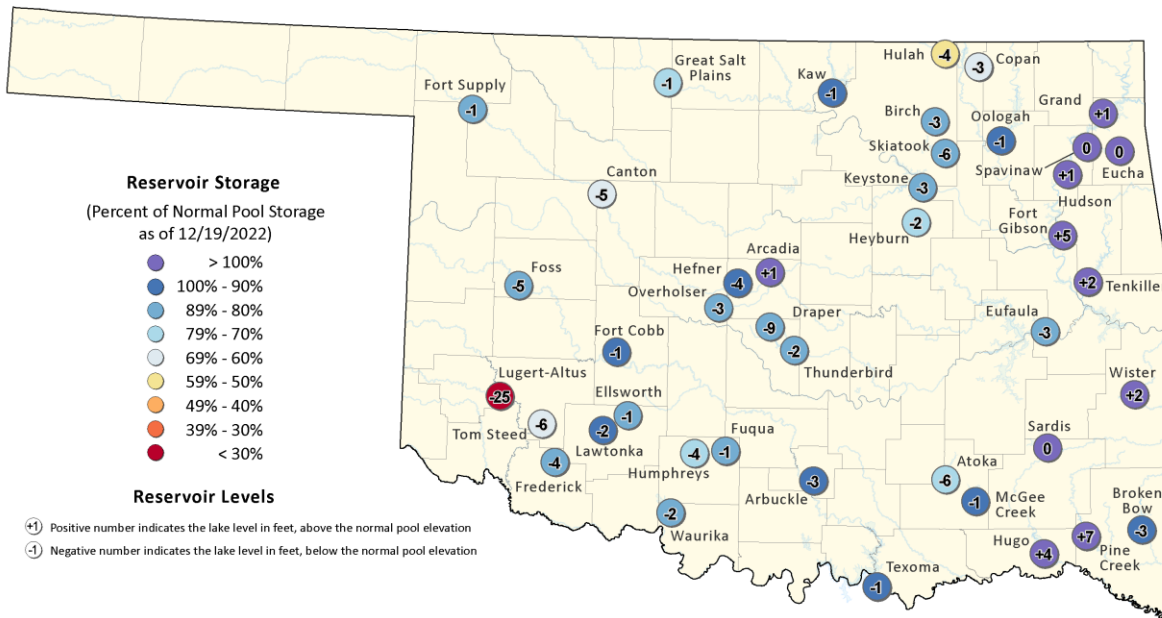 Hulah
-4
Copan
-3
Great Salt
Plains
-1
Kaw
-1
Fort Supply
-1
Grand
+1
Birch
-3
Oologah
-1
Skiatook
-6
Spavinaw
0
0
Eucha
Keystone
-3
+1
Hudson
Canton
-5
-2
Heyburn
Fort
Gibson
+5
Reservoir Storage
(Percent of Normal Pool Storage
as of 12/19/2022)
> 100%
100% - 90%
89% - 80%
79% - 70%
69% - 60%
59% - 50%
49% - 40%
39% - 30%
< 30%
Arcadia
+1
Hefner
-4
Foss
-5
Overholser
-3
+2
Tenkiller
Draper
-9
Eufaula
-3
Fort Cobb
-1
-2
Thunderbird
Lugert-Altus
-25
Wister
+2
Ellsworth
-1
Tom Steed
-6
-2
Lawtonka
Fuqua
-1
Sardis
0
-4
Humphreys
-4
Frederick
Atoka
-6
Arbuckle
-3
-1
McGee
Creek
Broken
Bow
-3
-2
Waurika
Hugo
+4
+7
Pine
Creek
Texoma
-1
Reservoir Levels
+1 Positive number indicates the lake level in feet, above the normal pool elevation
-1 Negative number indicates the lake level in feet, below the normal pool elevation